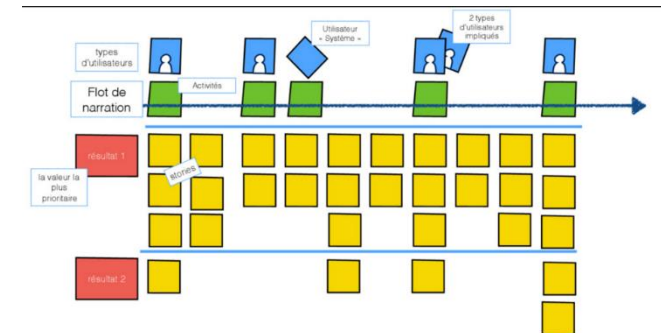 Utilisateur
« Système »
2 types
d'utilisateurs
impliqués
types
d'utilisateurs
Activités
Flot de
narration
résultat 1
stories
la valeur la
plus
prioritaire
résultat 2